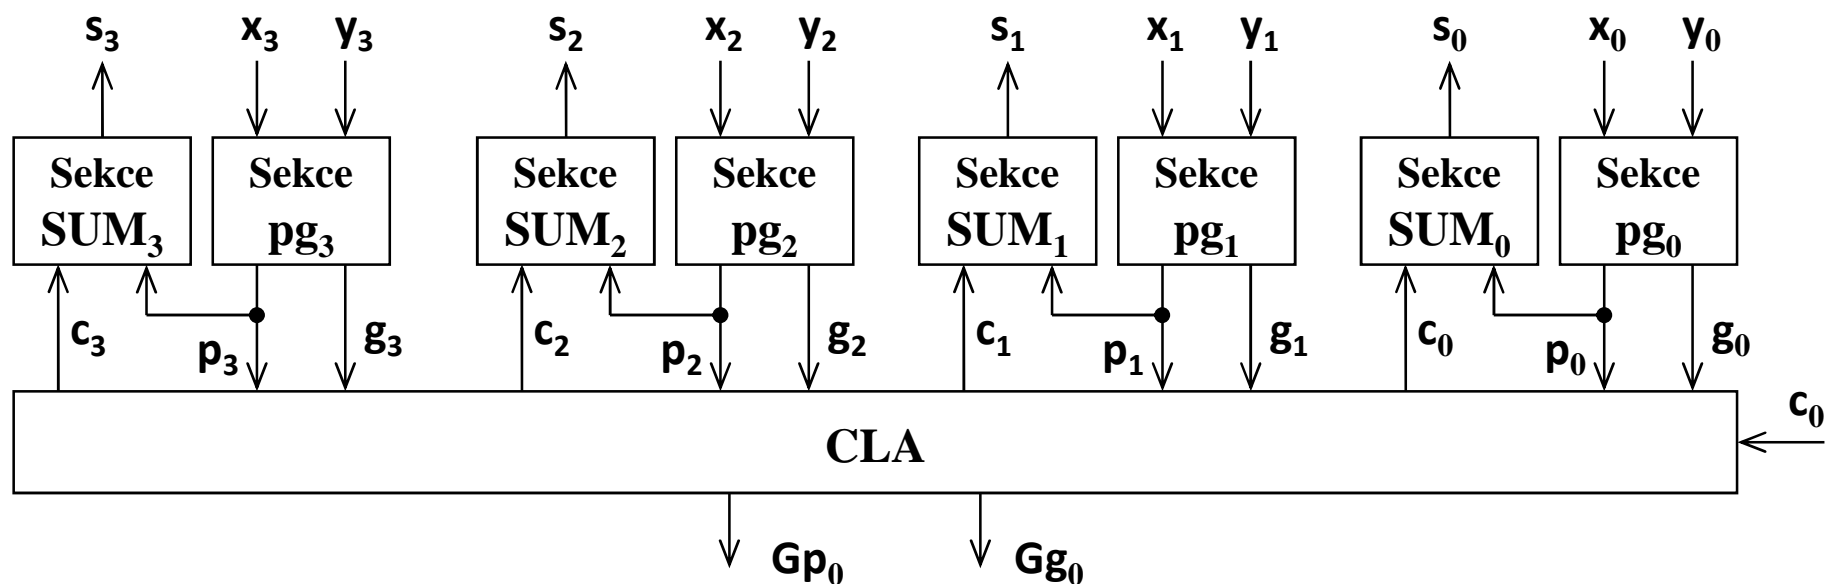 s₃ x₃ y₃ s₂ x₂ y₂ s₁ x₁ y₁ s₀ x₀ y₀
Sekce Sekce Sekce Sekce Sekce Sekce Sekce Sekce
SUM₃ pg₃ SUM₂ pg₂ SUM₁ pg₁ SUM₀ pg₀
c₃ p₃ g₃ c₂ p₂ g₂ c₁ p₁ g₁ c₀ p₀ g₀
c₀
CLA
Gp₀ Gg₀